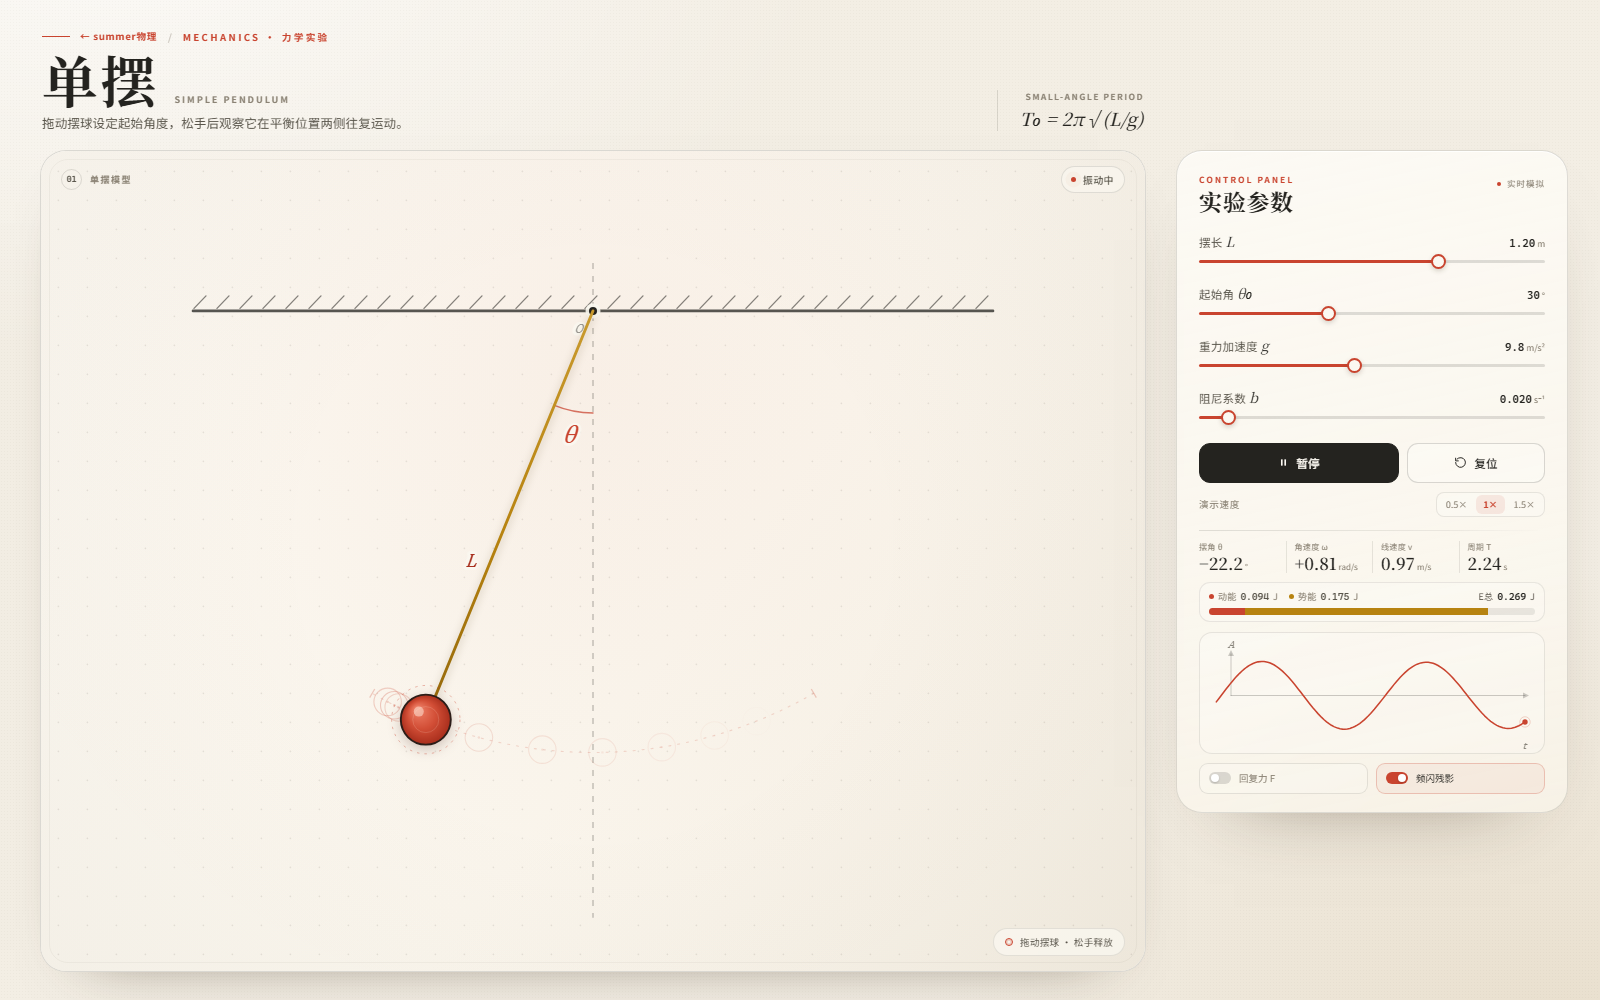 ← summer物理 / MECHANICS · 力学实验
单摆 SIMPLE PENDULUM
拖动摆球设定起始角度，松手后观察它在平衡位置两侧往复运动。
SMALL-ANGLE PERIOD
T₀ = 2π √(L/g)
01 单摆模型
振动中
O
θ
L
拖动摆球 · 松手释放
CONTROL PANEL
实验参数
实时模拟
摆长 L 1.20 m
起始角 θ₀ 30 °
重力加速度 g 9.8 m/s²
阻尼系数 b 0.020 s⁻¹
暂停 复位
演示速度 0.5× 1× 1.5×
摆角 θ 角速度 ω 线速度 v 周期 T
−22.2 ° +0.81 rad/s 0.97 m/s 2.24 s
动能 0.094 J 势能 0.175 J E总 0.269 J
A
t
回复力 F 频闪残影